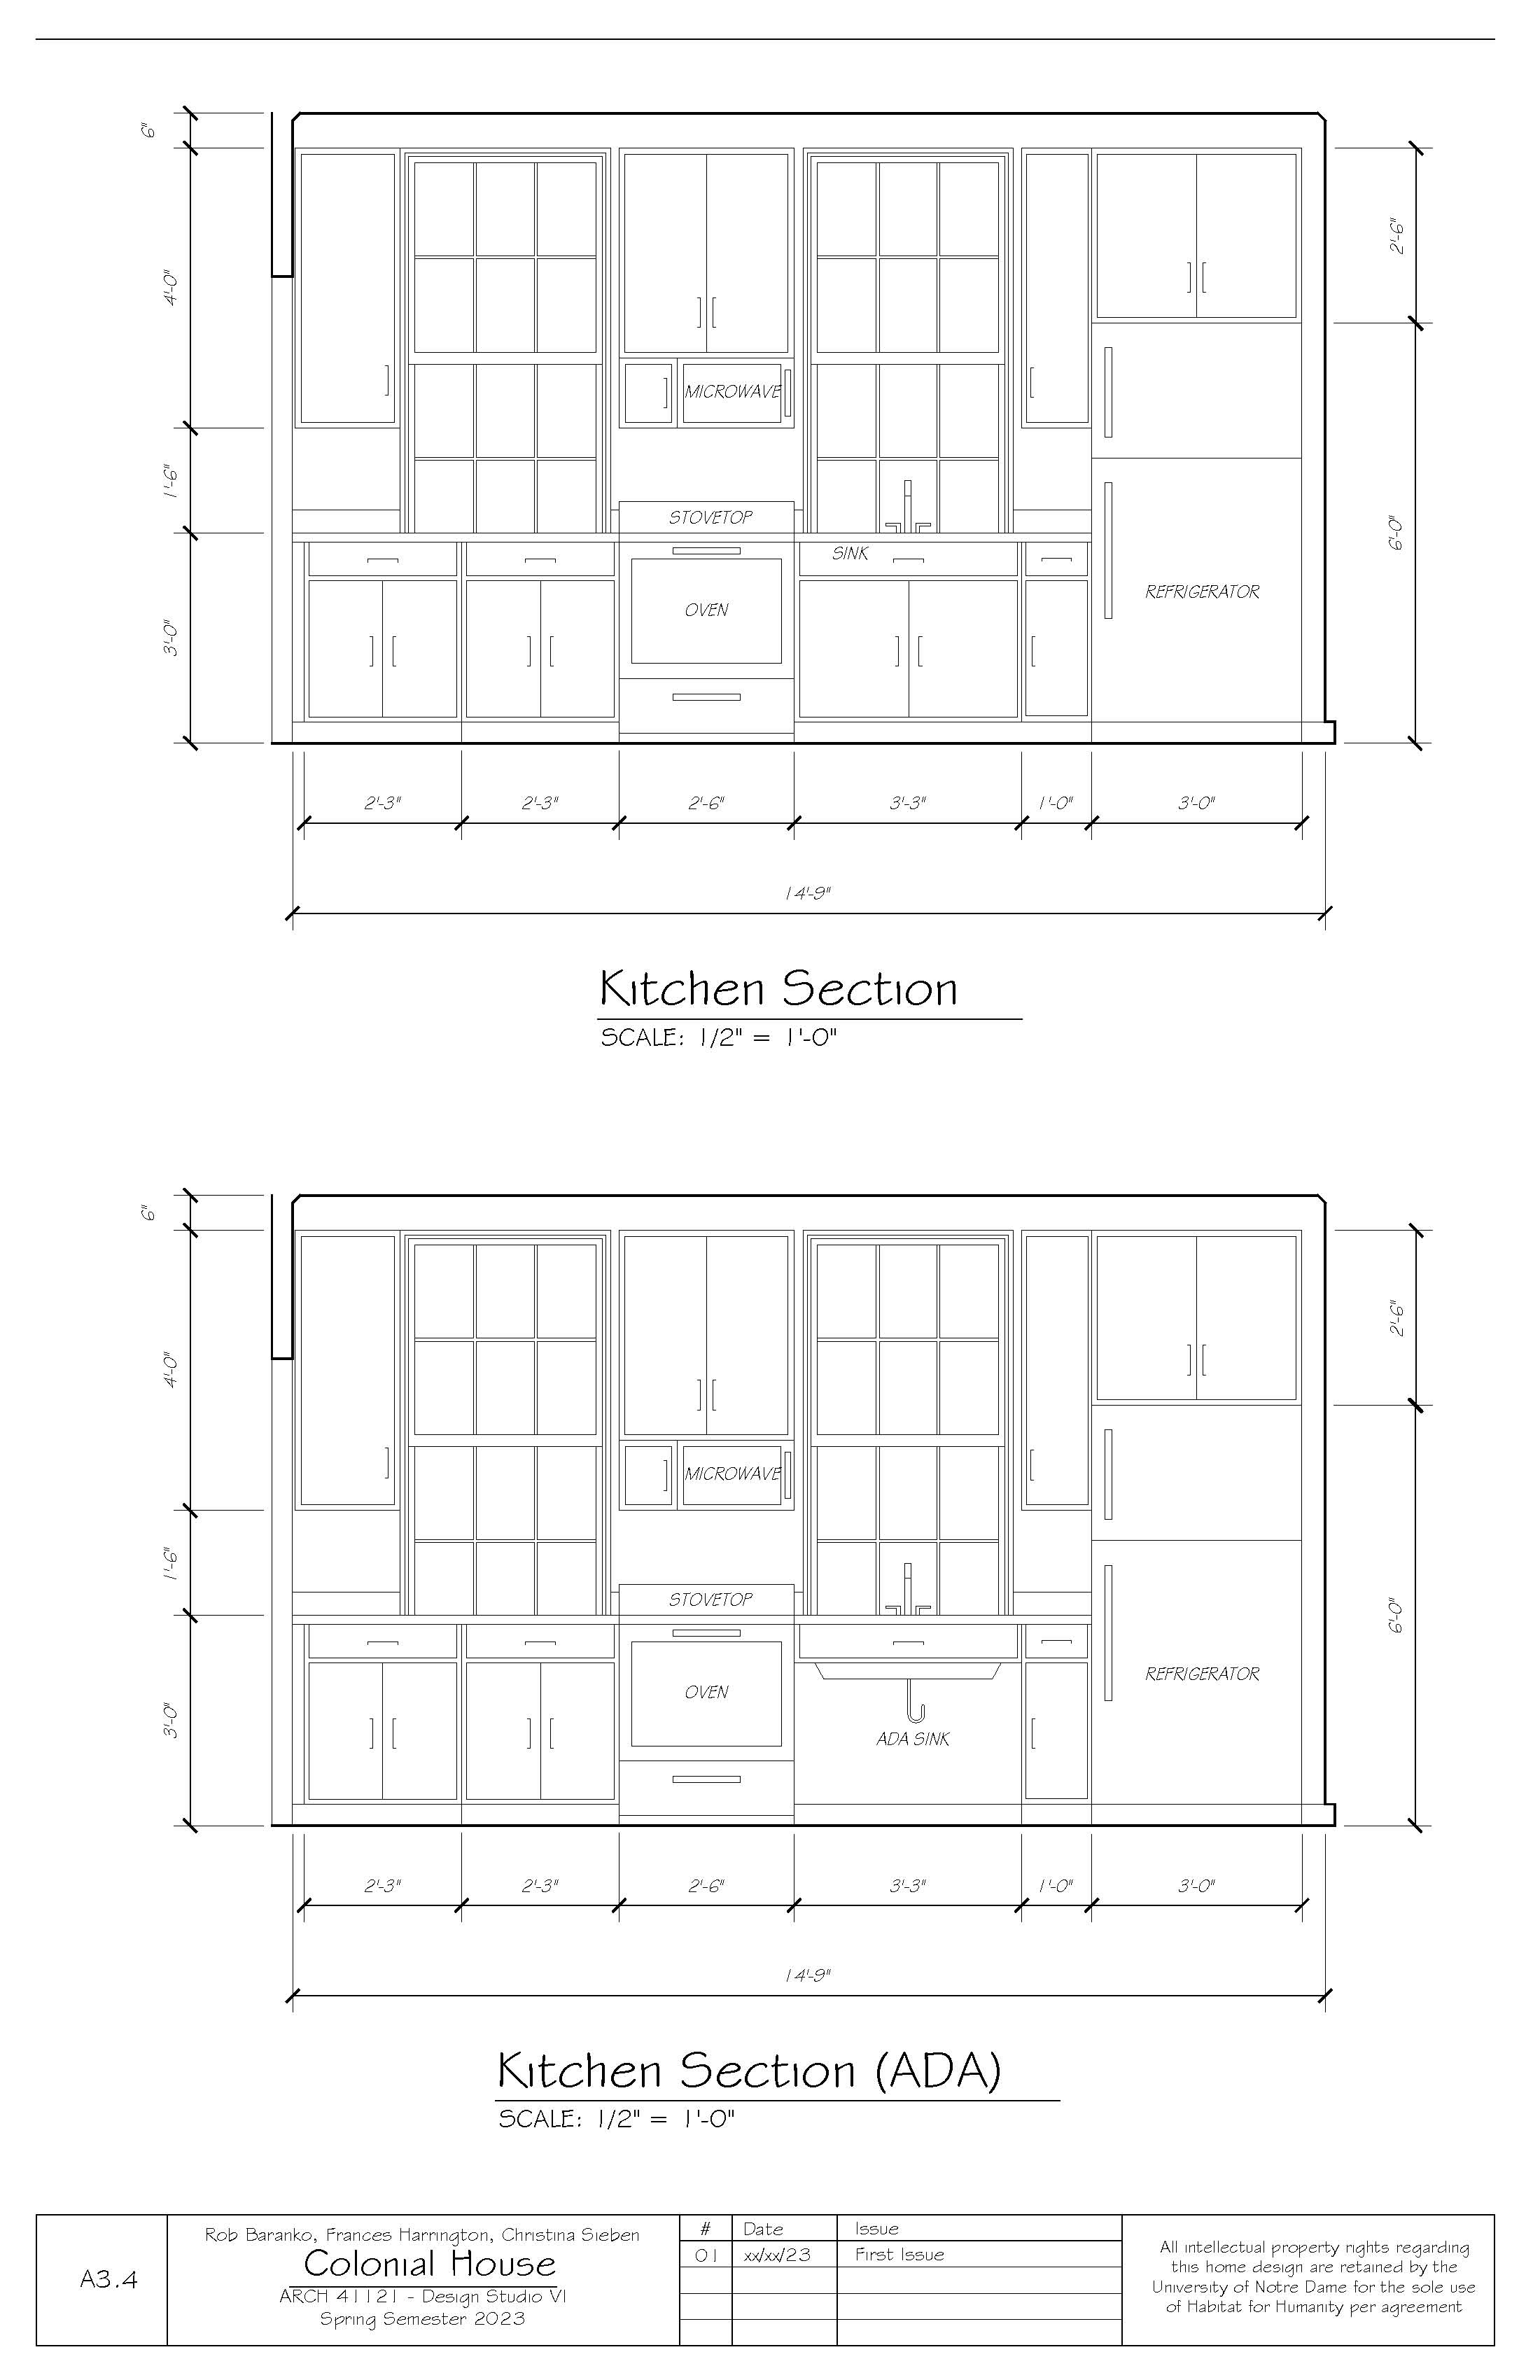 6"
4'-0"
2'-6"
MICROWAVE
1'-6"
STOVETOP
6'-0"
SINK
REFRIGERATOR
OVEN
3'-0"
2'-3" 2'-3" 2'-6" 3'-3" 1'-0" 3'-0"
14'-9"
Kitchen Section
SCALE: 1/2" = 1'-0"
6"
4'-0"
2'-6"
MICROWAVE
1'-6"
STOVETOP
6'-0"
REFRIGERATOR
OVEN
3'-0"
ADA SINK
2'-3" 2'-3" 2'-6" 3'-3" 1'-0" 3'-0"
14'-9"
Kitchen Section (ADA)
SCALE: 1/2" = 1'-0"
A3.4
Rob Baranko, Frances Harrington, Christina Sieben
Colonial House
ARCH 41121 - Design Studio VI
Spring Semester 2023
# Date Issue
01 xx/xx/23 First Issue
All intellectual property rights regarding
this home design are retained by the
University of Notre Dame for the sole use
of Habitat for Humanity per agreement